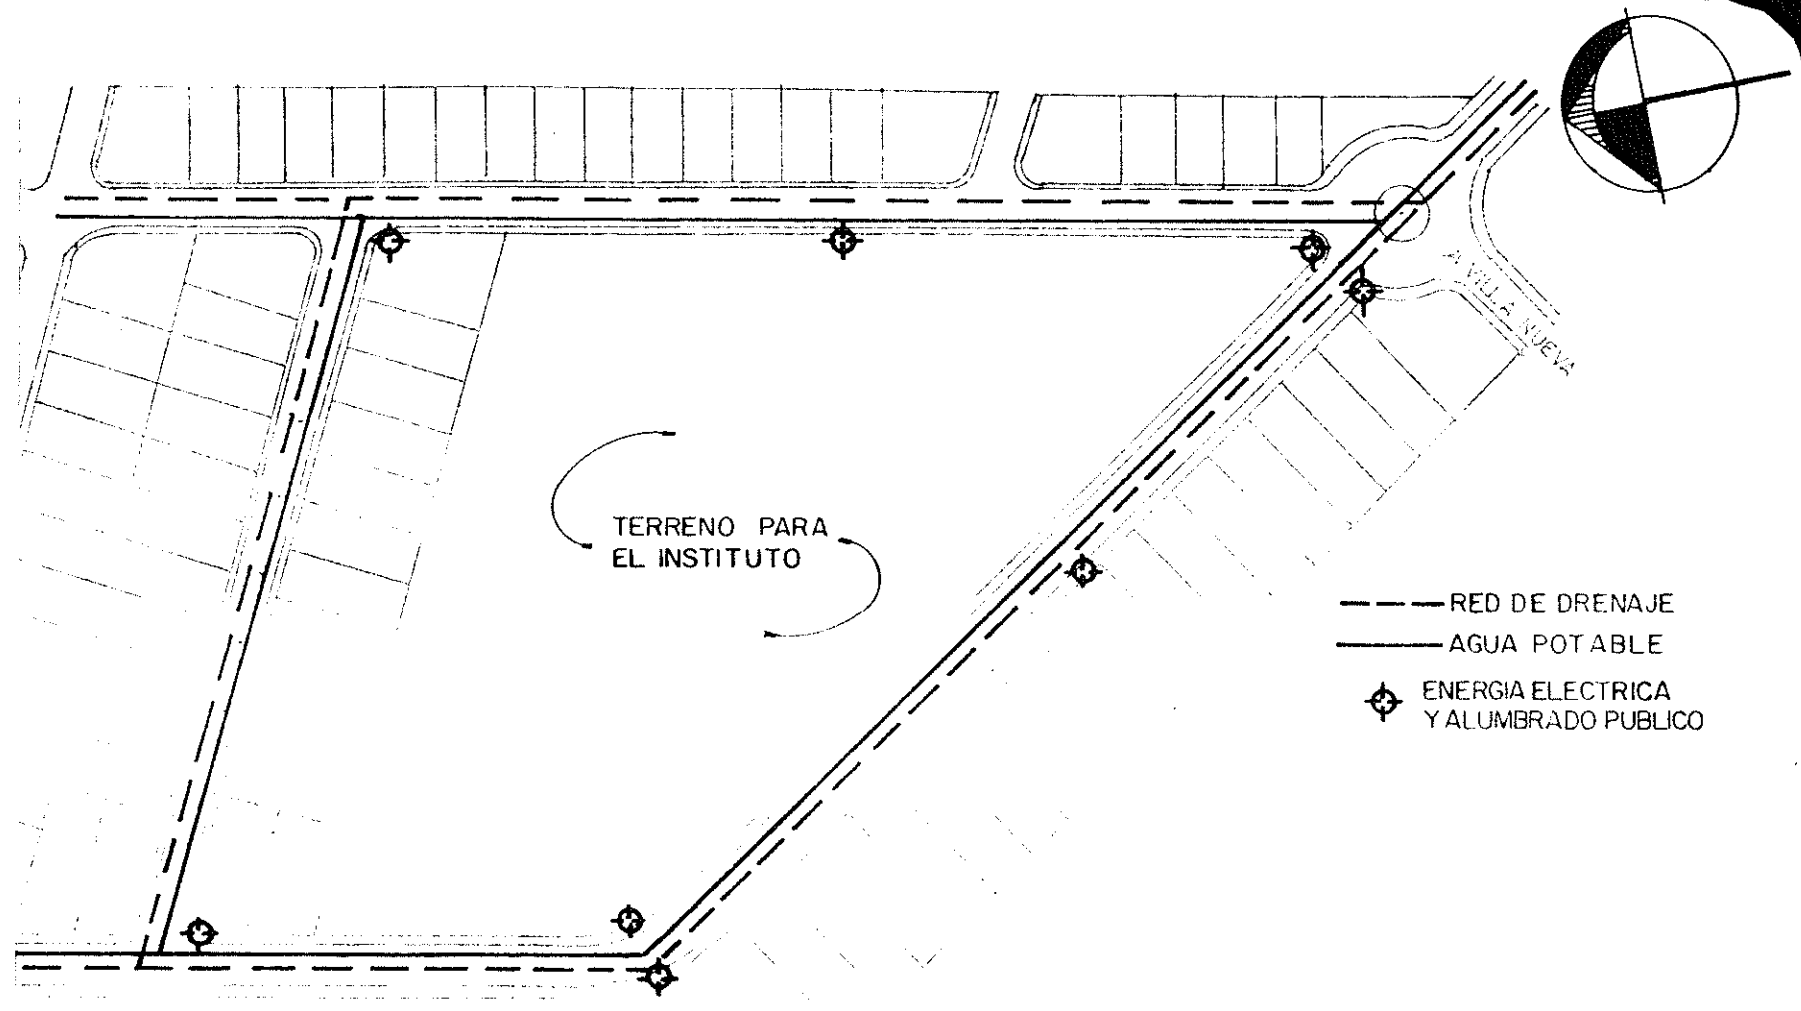 A VILLA NUEVA
TERRENO PARA
EL INSTITUTO
RED DE DRENAJE
AGUA POTABLE
ENERGIA ELECTRICA
Y ALUMBRADO PUBLICO